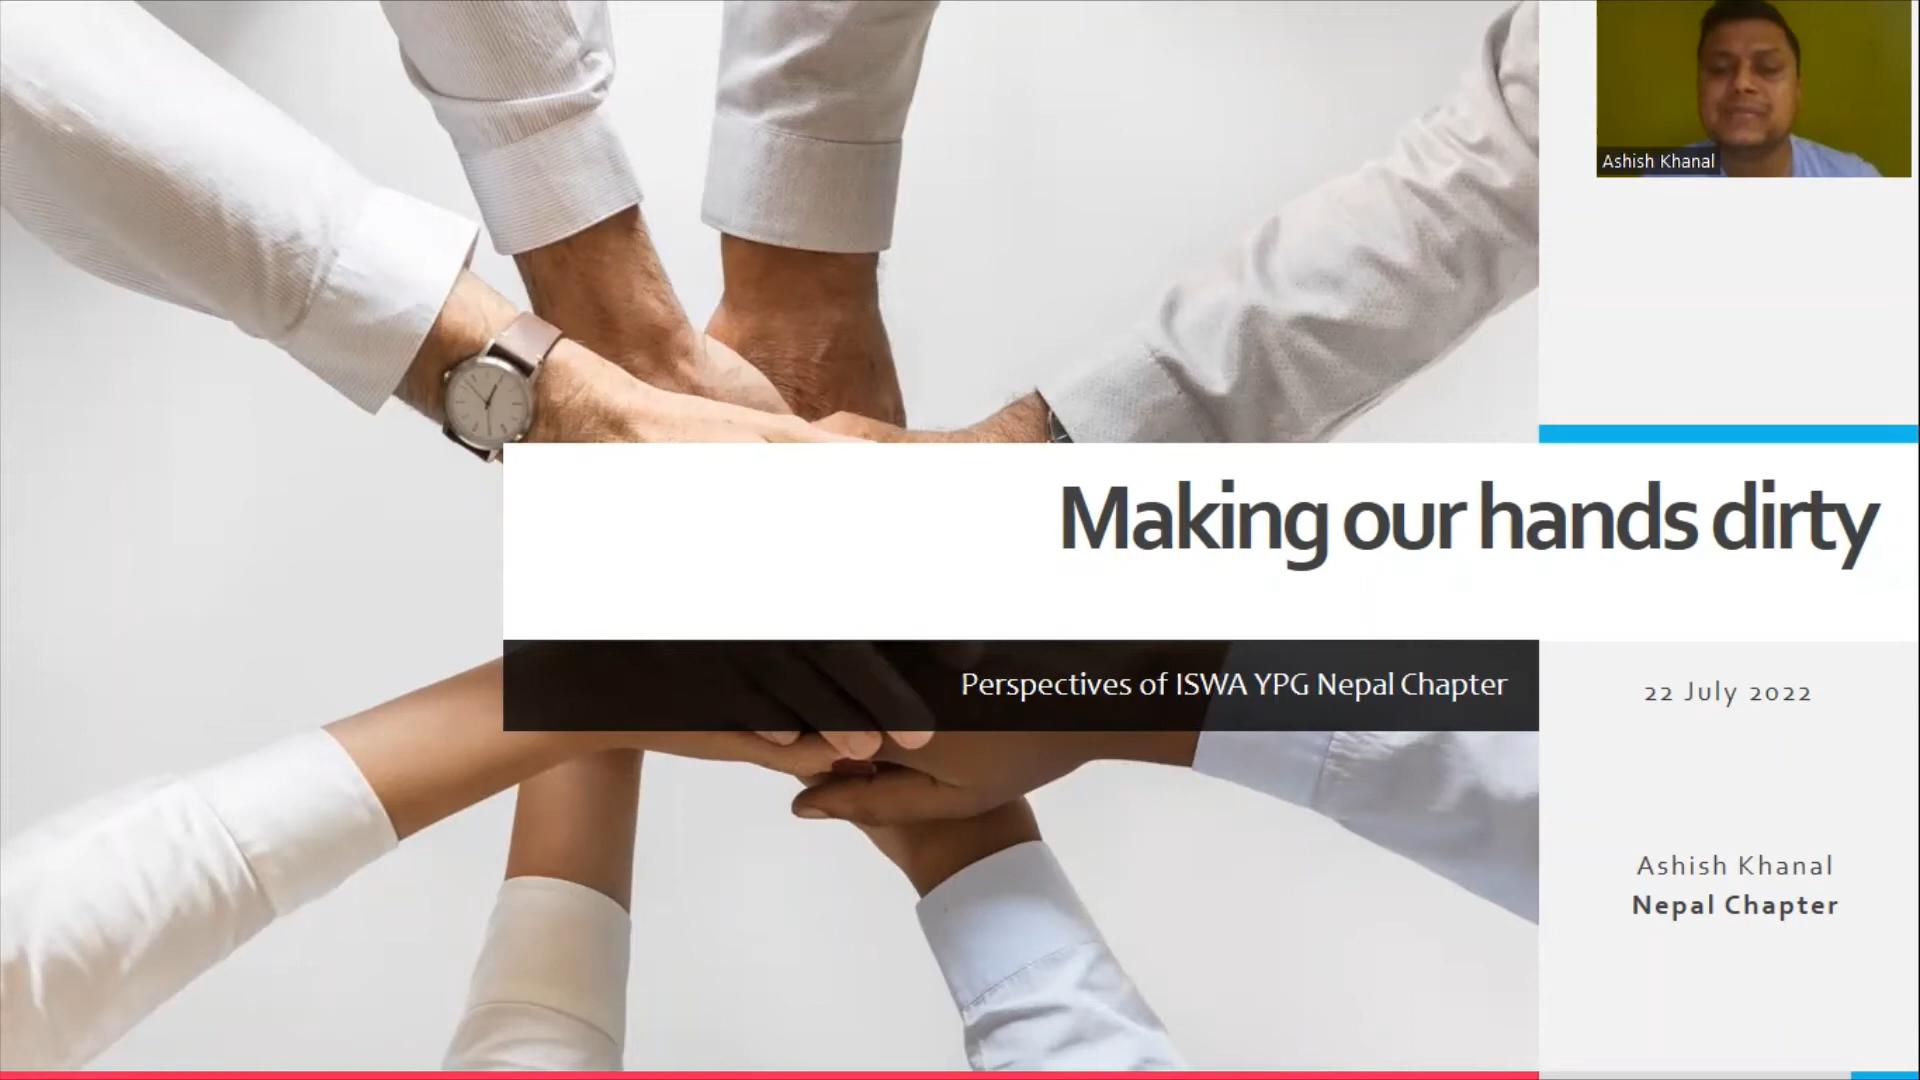 Ashish Khanal
Making our hands dirty
Perspectives of ISWA YPG Nepal Chapter
22 July 2022
Ashish Khanal
Nepal Chapter